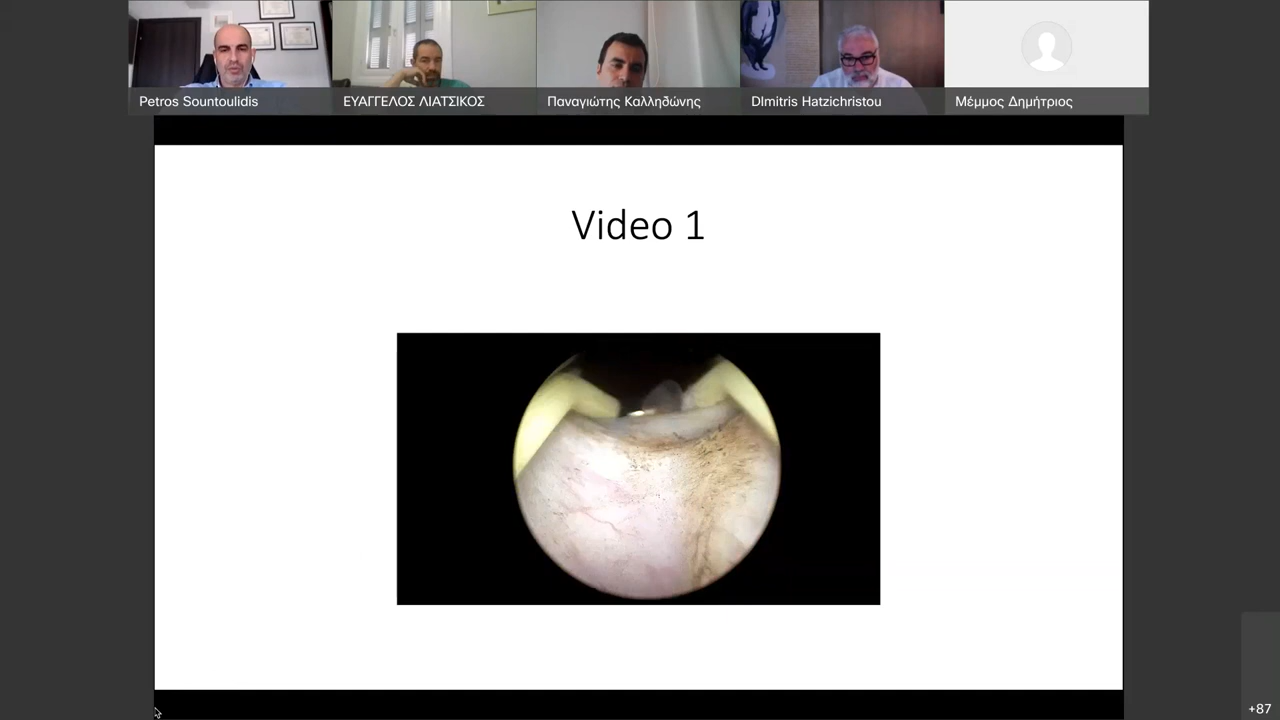 Petros Sountoulidis
ΕΥΑΓΓΕΛΟΣ ΛΙΑΤΣΙΚΟΣ
Παναγιώτης Καλληδώνης
DImitris Hatzichristou
Μέμμος Δημήτριος
Video 1
+87